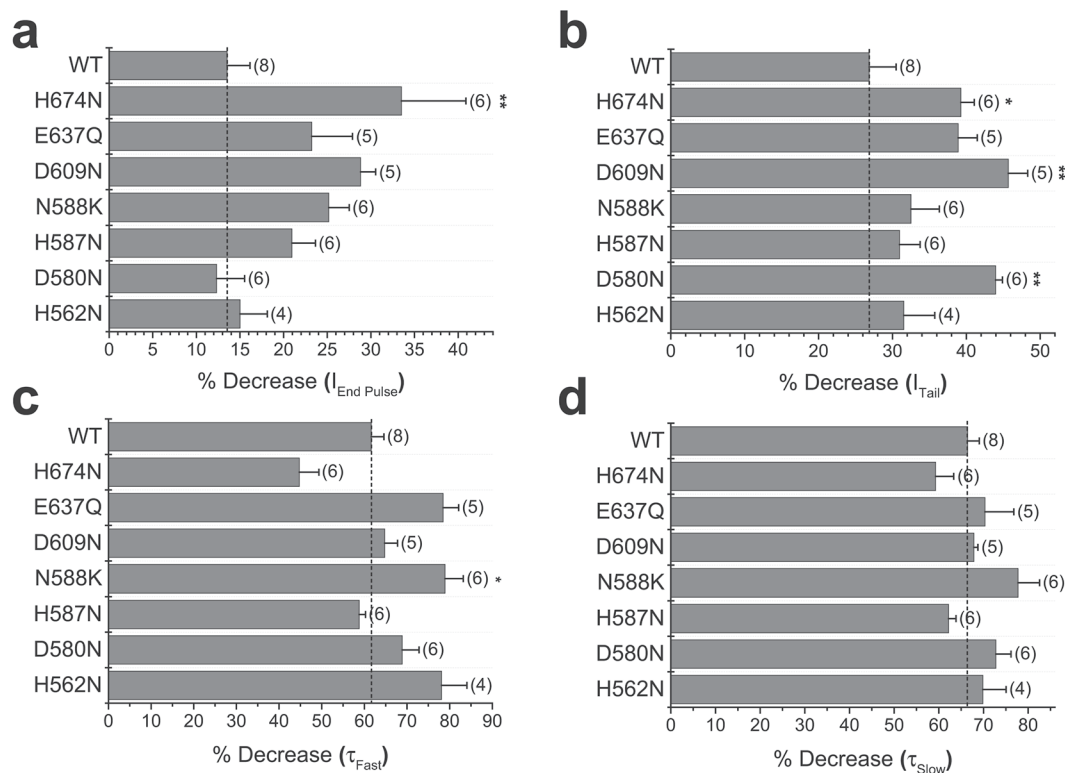 a
WT (8)
H674N (6) **
E637Q (5)
D609N (5)
N588K (6)
H587N (6)
D580N (6)
H562N (4)
0 5 10 15 20 25 30 35 40
% Decrease (I End Pulse)
b
WT (8)
H674N (6) *
E637Q (5)
D609N (5) **
N588K (6)
H587N (6)
D580N (6) **
H562N (4)
0 10 20 30 40 50
% Decrease (I Tail)
c
WT (8)
H674N (6)
E637Q (5)
D609N (5)
N588K (6) *
H587N (6)
D580N (6)
H562N (4)
0 10 20 30 40 50 60 70 80 90
% Decrease (τ Fast)
d
WT (8)
H674N (6)
E637Q (5)
D609N (5)
N588K (6)
H587N (6)
D580N (6)
H562N (4)
0 10 20 30 40 50 60 70 80
% Decrease (τ Slow)